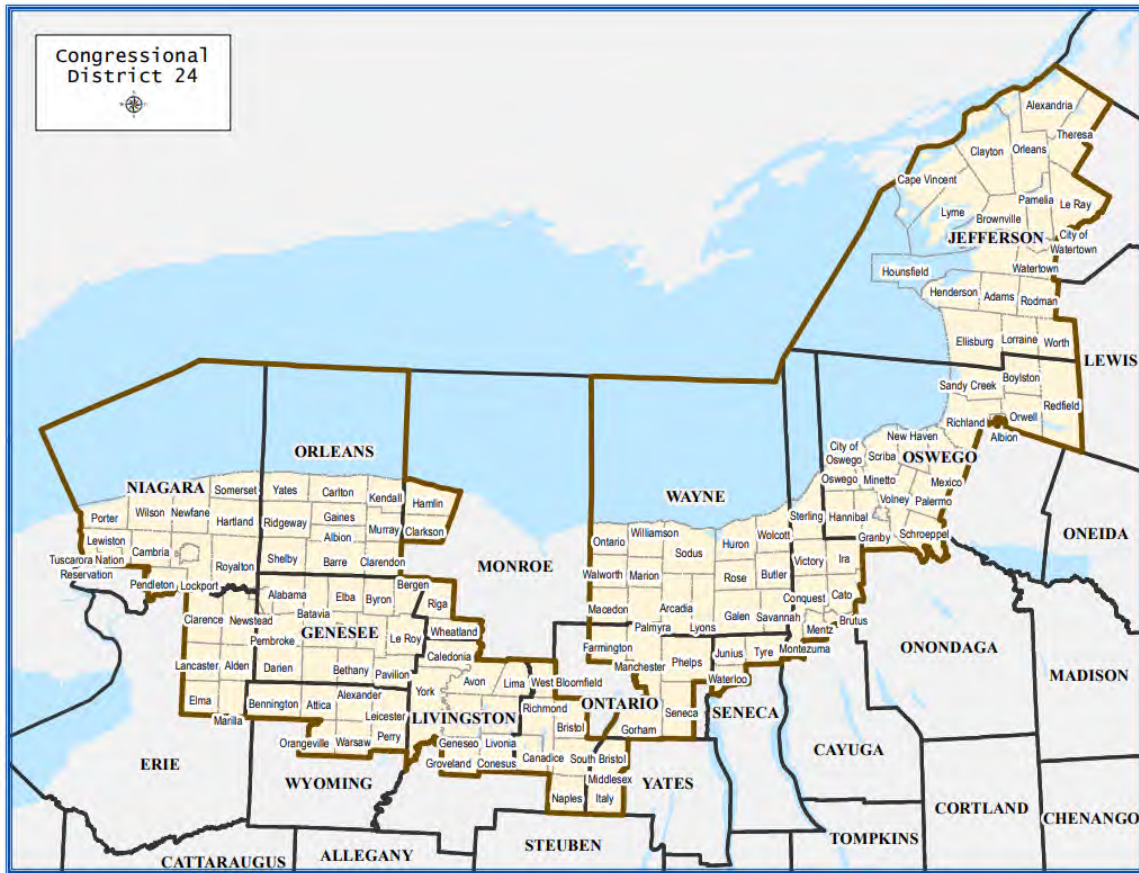 Congressional
District 24
Alexandria
Theresa
Clayton
Orleans
Cape Vincent
Pamelia
Le Ray
Lyme
Brownville
JEFFERSON
City of
Watertown
Hounsfield
Watertown
Henderson
Adams
Rodman
Ellisburg
Lorraine
Worth
LEWIS
Sandy Creek
Boylston
Redfield
Richland
Orwell
Albion
New Haven
City of
Oswego
Scriba
OSWEGO
Oswego
Minetto
Mexico
Volney
Palermo
Sterling
Hannibal
Granby
Schroeppel
ONEIDA
ORLEANS
NIAGARA
Somerset
Yates
Carlton
Kendall
Hamlin
WAYNE
Porter
Wilson
Newfane
Hartland
Ridgeway
Gaines
Murray
Clarkson
Lewiston
Cambria
Albion
Tuscarora Nation
Reservation
Royalton
Shelby
Barre
Clarendon
Pendleton
Lockport
MONROE
Ontario
Williamson
Sodus
Huron
Wolcott
Walworth
Marion
Rose
Butler
Victory
Ira
Macedon
Arcadia
Conquest
Cato
Palmyra
Lyons
Galen
Savannah
Mentz
Brutus
Farmington
Montezuma
Manchester
Phelps
Junius
Tyre
Waterloo
Alabama
Elba
Byron
Bergen
Riga
Clarence
Newstead
Batavia
GENESEE
Wheatland
Pembroke
Le Roy
Caledonia
Lancaster
Alden
Darien
Bethany
Pavilion
Avon
Lima
West Bloomfield
York
Elma
Bennington
Attica
Alexander
Leicester
LIVINGSTON
Richmond
ONTARIO
Seneca
SENECA
Marilla
Bristol
Gorham
Orangeville
Warsaw
Perry
Geneseo
Livonia
Groveland
Conesus
Canadice
South Bristol
Middlesex
YATES
Naples
Italy
ERIE
WYOMING
ONONDAGA
MADISON
CAYUGA
CORTLAND
CHENANGO
TOMPKINS
STEUBEN
ALLEGANY
CATTARAUGUS